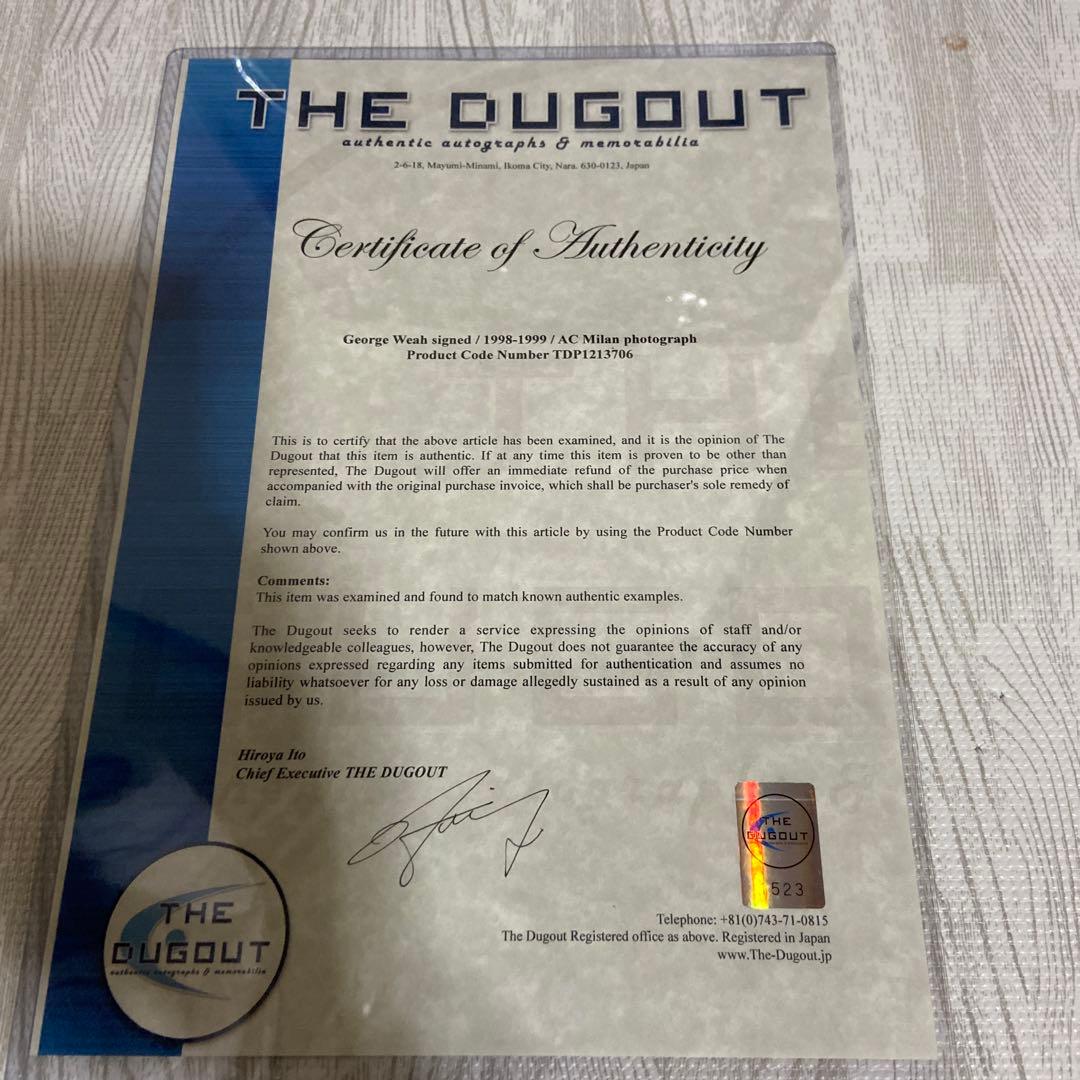 THE DUGOUT
authentic autographs & memorabilia
2-6-18, Mayumi-Minami, Ikoma City, Nara. 630-0123, Japan
Certificate of Authenticity
George Weah signed / 1998-1999 / AC Milan photograph
Product Code Number TDP1213706
This is to certify that the above article has been examined, and it is the opinion of The
Dugout that this item is authentic. If at any time this item is proven to be other than
represented, The Dugout will offer an immediate refund of the purchase price when
accompanied with the original purchase invoice, which shall be purchaser's sole remedy of
claim.
You may confirm us in the future with this article by using the Product Code Number
shown above.
Comments:
This item was examined and found to match known authentic examples.
The Dugout seeks to render a service expressing the opinions of staff and/or
knowledgeable colleagues, however, The Dugout does not guarantee the accuracy of any
opinions expressed regarding any items submitted for authentication and assumes no
liability whatsoever for any loss or damage allegedly sustained as a result of any opinion
issued by us.
Hiroya Ito
Chief Executive THE DUGOUT
THE
DUGOUT
523
THE
DUGOUT
authentic autographs & memorabilia
Telephone: +81(0)743-71-0815
The Dugout Registered office as above. Registered in Japan
www.The-Dugout.jp